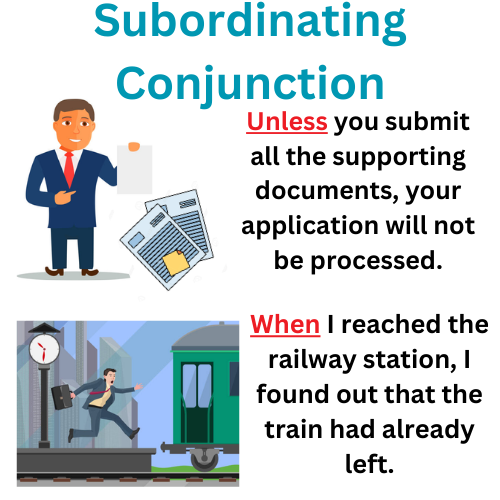 Subordinating
Conjunction
Unless you submit
all the supporting
documents, your
application will not
be processed.
When I reached the
railway station, I
found out that the
train had already
left.